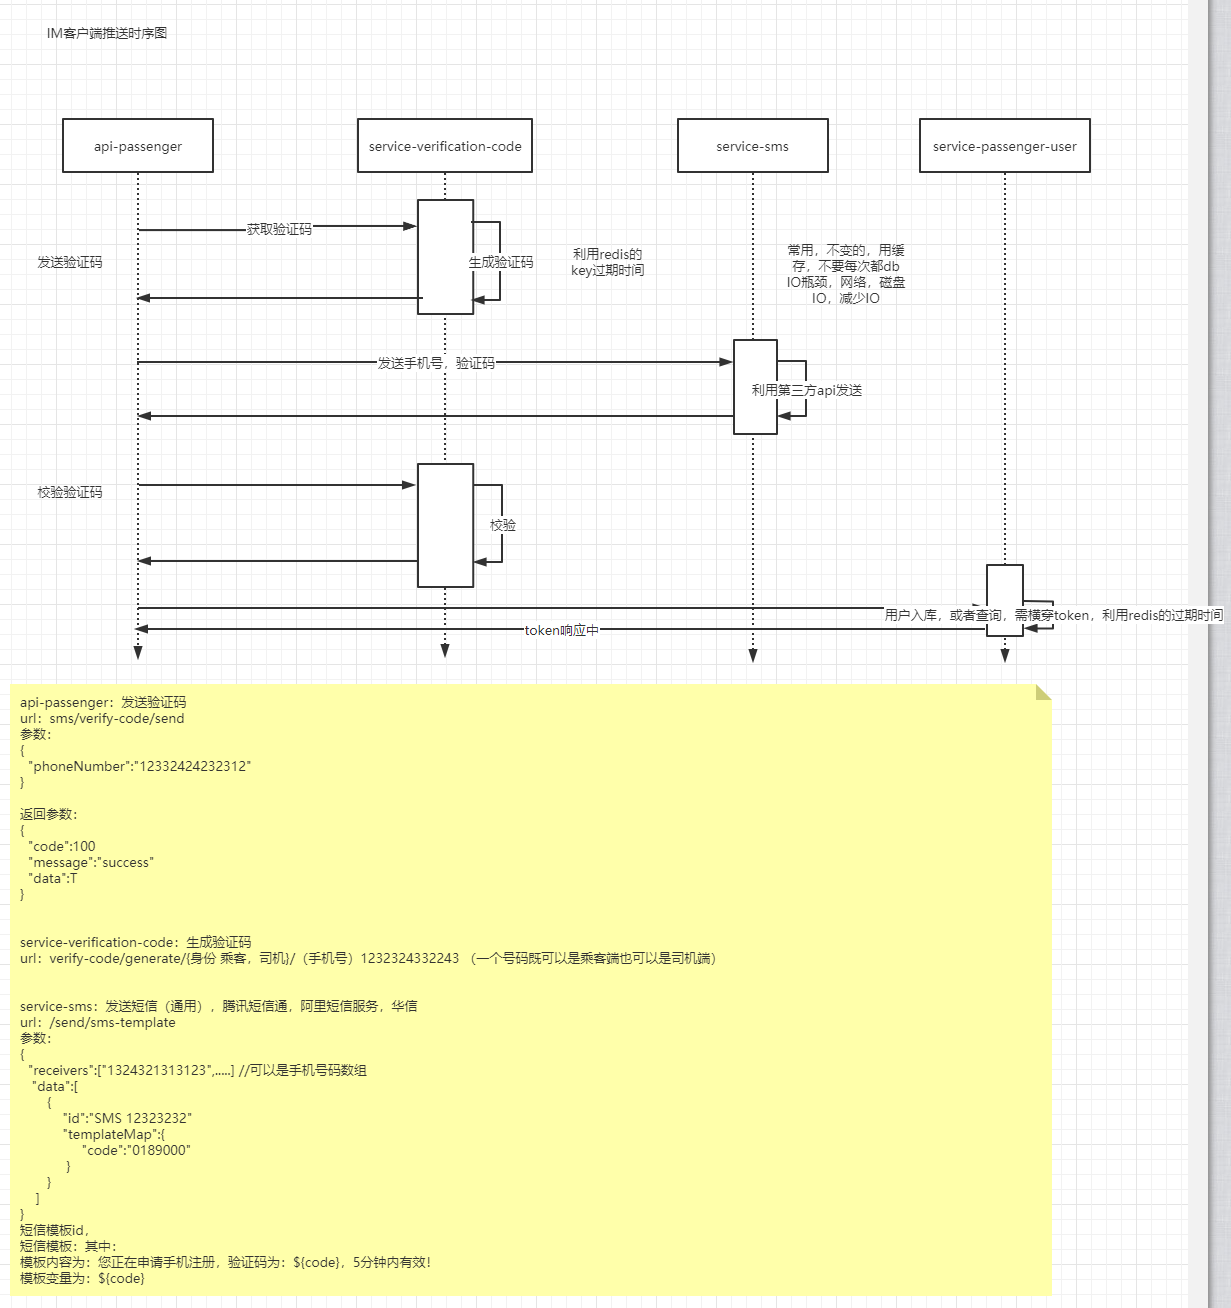 IM客户端推送时序图
api-passenger
service-verification-code
service-sms
service-passenger-user
获取验证码
发送验证码
生成验证码
利用redis的
key过期时间
常用，不变的，用缓
存，不要每次都db
IO瓶颈，网络，磁盘
IO，减少IO
发送手机号，验证码
利用第三方api发送
校验验证码
校验
用户入库，或者查询，需横穿token，利用redis的过期时间
token响应中
api-passenger：发送验证码
url：sms/verify-code/send
参数：
{
"phoneNumber":"12332424232312"
}
返回参数：
{
"code":100
"message":"success"
"data":T
}
service-verification-code：生成验证码
url：verify-code/generate/{身份 乘客，司机}/（手机号）1232324332243 （一个号码既可以是乘客端也可以是司机端）
service-sms：发送短信（通用），腾讯短信通，阿里短信服务，华信
url：/send/sms-template
参数：
{
"receivers":["1324321313123",.....] //可以是手机号码数组
"data":[
{
"id":"SMS 12323232"
"templateMap":{
"code":"0189000"
}
}
]
}
短信模板id，
短信模板：其中：
模板内容为：您正在申请手机注册，验证码为：${code}，5分钟内有效！
模板变量为：${code}